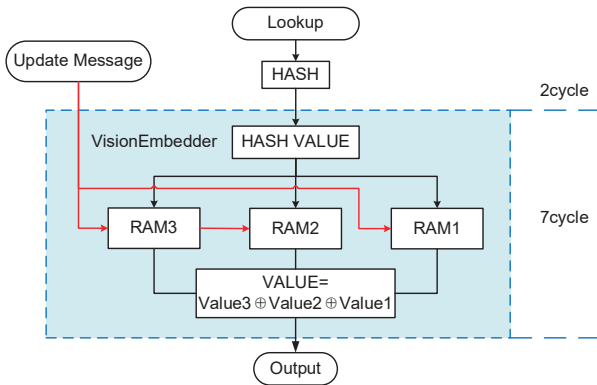 Lookup
Update Message
HASH
2cycle
VisionEmbedder
HASH VALUE
7cycle
RAM3
RAM2
RAM1
VALUE=
Value3⊕Value2⊕Value1
Output